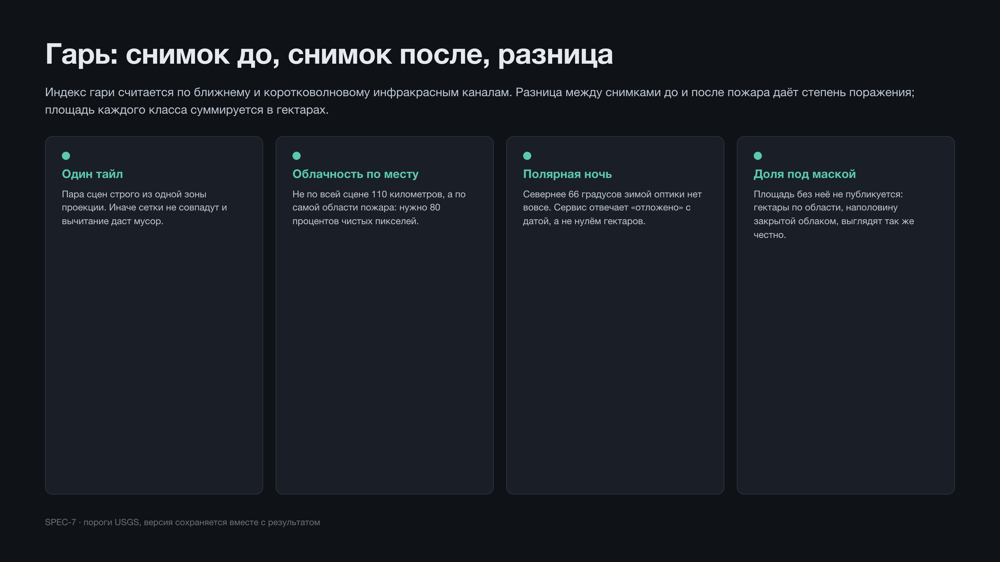 Гарь: снимок до, снимок после, разница
Индекс гари считается по ближнему и коротковолновому инфракрасным каналам. Разница между снимками до и после пожара даёт степень поражения;
площадь каждого класса суммируется в гектарах.
Один тайл
Пара сцен строго из одной зоны
проекции. Иначе сетки не совпадут и
вычитание даст мусор.
Облачность по месту
Не по всей сцене 110 километров, а по
самой области пожара: нужно 80
процентов чистых пикселей.
Полярная ночь
Севернее 66 градусов зимой оптики нет
вовсе. Сервис отвечает «отложено» с
датой, а не нулём гектаров.
Доля под маской
Площадь без неё не публикуется:
гектары по области, наполовину
закрытой облаком, выглядят так же
честно.
SPEC-7 · пороги USGS, версия сохраняется вместе с результатом